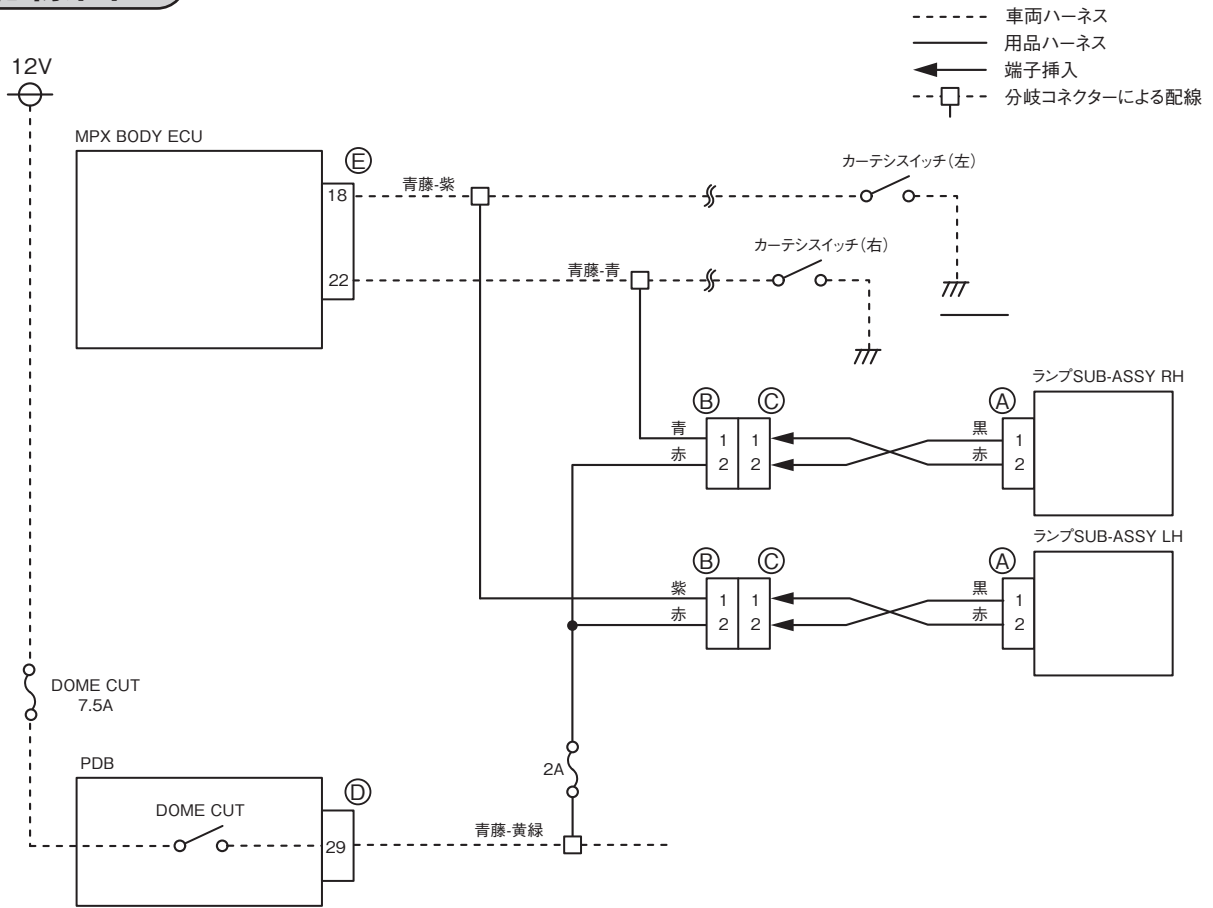 車両ハーネス
用品ハーネス
端子挿入
分岐コネクターによる配線
12V
MPX BODY ECU
E
18
青藤-紫
カーテシスイッチ(左)
22
青藤-青
カーテシスイッチ(右)
ランプSUB-ASSY RH
B C A
青 1 1 黒 1
赤 2 2 赤 2
ランプSUB-ASSY LH
B C A
紫 1 1 黒 1
赤 2 2 赤 2
DOME CUT
7.5A
2A
PDB
D
DOME CUT
29
青藤-黄緑